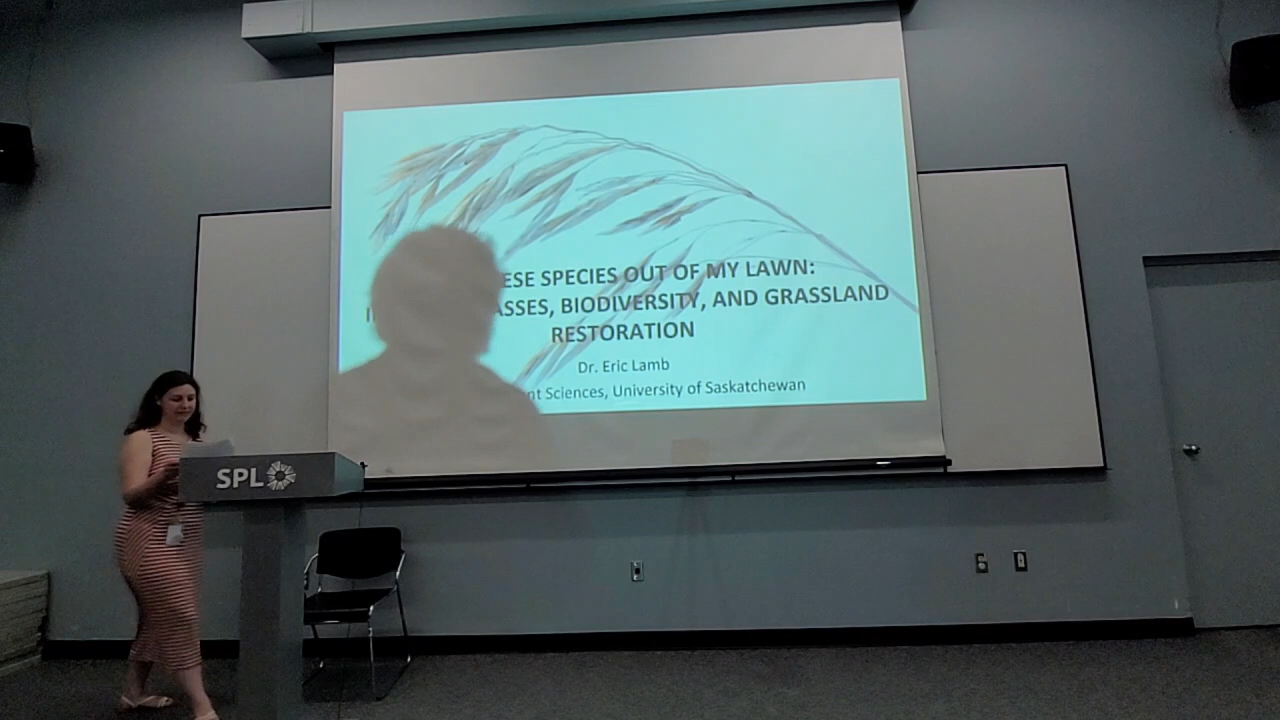 ESE SPECIES OUT OF MY LAWN:
ASSES, BIODIVERSITY, AND GRASSLAND
RESTORATION
Dr. Eric Lamb
nt Sciences, University of Saskatchewan
SPL